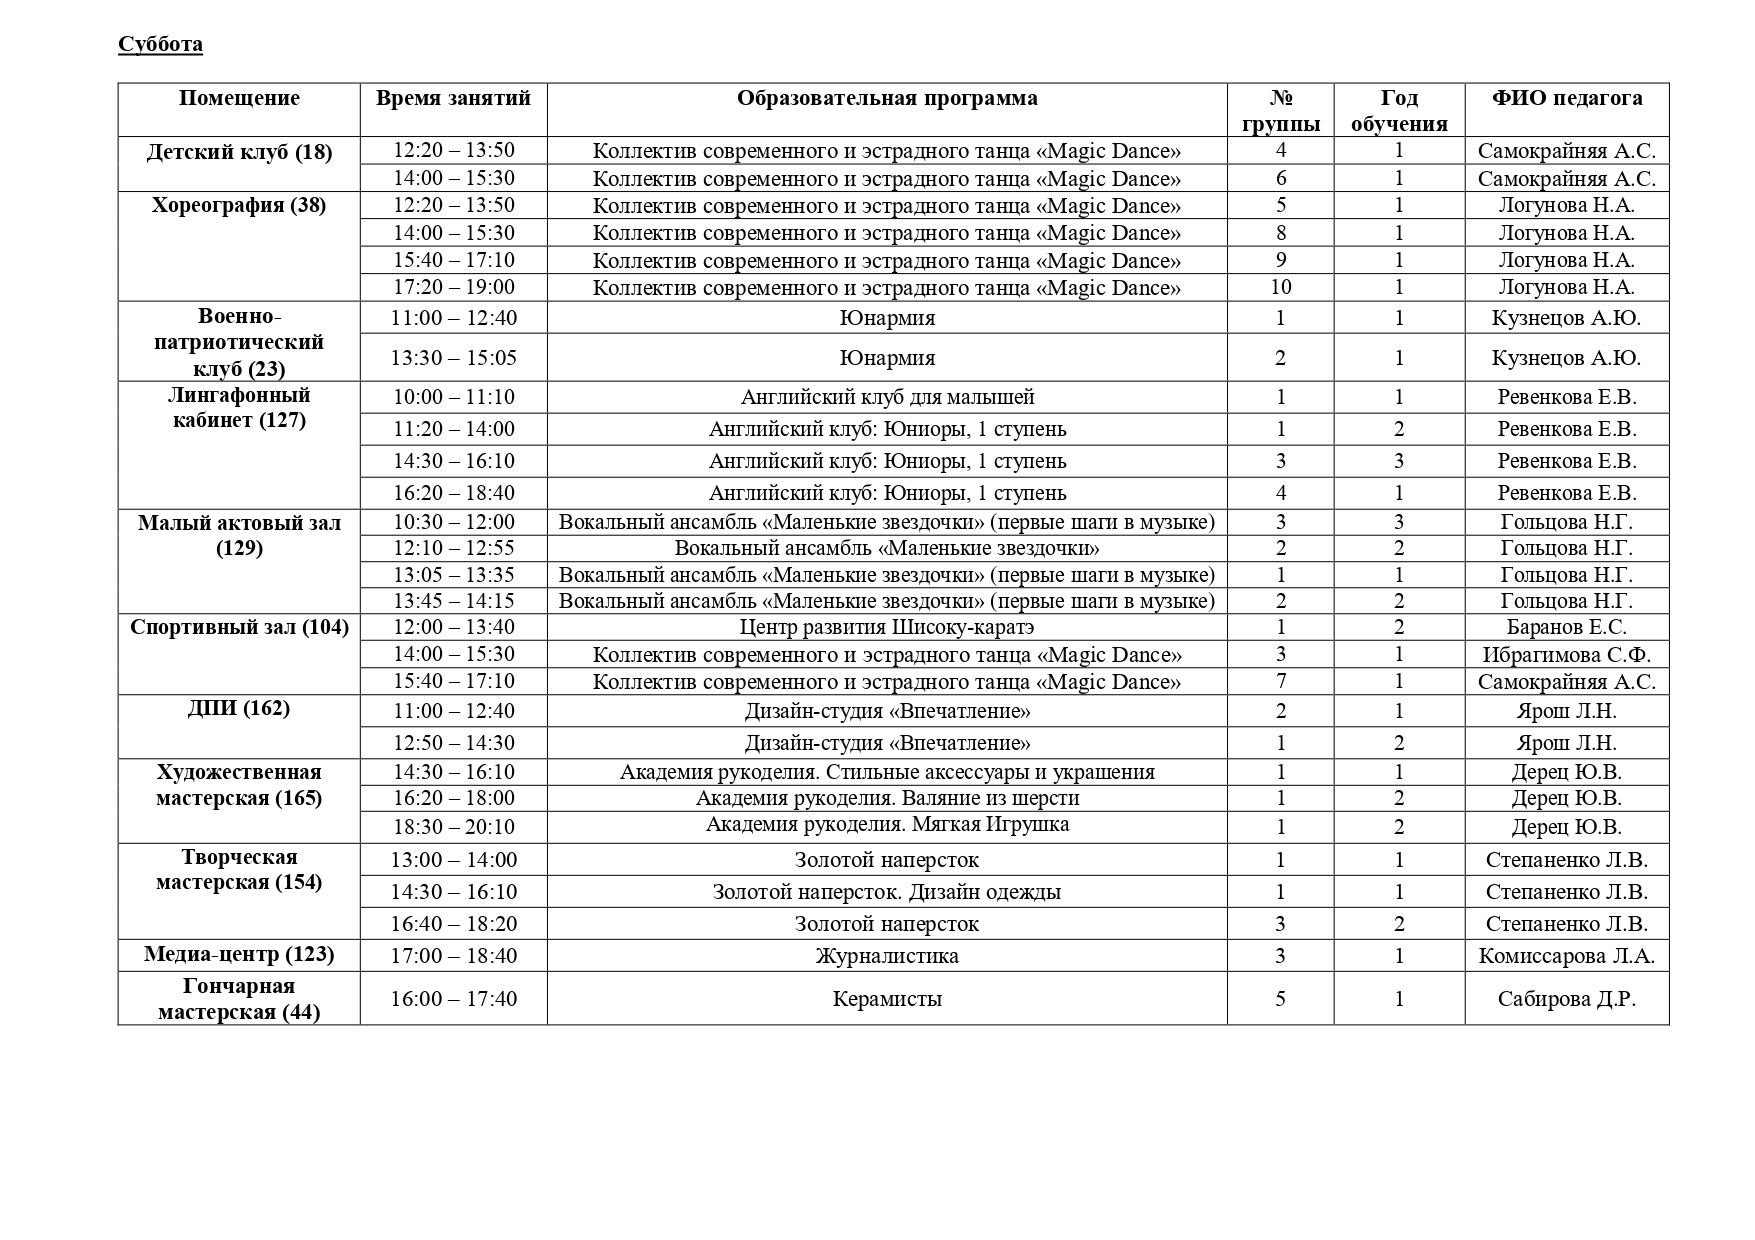 Суббота
Помещение Время занятий Образовательная программа № группы Год обучения ФИО педагога
Детский клуб (18) 12:20 – 13:50 Коллектив современного и эстрадного танца «Magic Dance» 4 1 Самокрайняя А.С.
14:00 – 15:30 Коллектив современного и эстрадного танца «Magic Dance» 6 1 Самокрайняя А.С.
Хореография (38) 12:20 – 13:50 Коллектив современного и эстрадного танца «Magic Dance» 5 1 Логунова Н.А.
14:00 – 15:30 Коллектив современного и эстрадного танца «Magic Dance» 8 1 Логунова Н.А.
15:40 – 17:10 Коллектив современного и эстрадного танца «Magic Dance» 9 1 Логунова Н.А.
17:20 – 19:00 Коллектив современного и эстрадного танца «Magic Dance» 10 1 Логунова Н.А.
Военно-патриотический клуб (23) 11:00 – 12:40 Юнармия 1 1 Кузнецов А.Ю.
13:30 – 15:05 Юнармия 2 1 Кузнецов А.Ю.
Лингафонный кабинет (127) 10:00 – 11:10 Английский клуб для малышей 1 1 Ревенкова Е.В.
11:20 – 14:00 Английский клуб: Юниоры, 1 ступень 1 2 Ревенкова Е.В.
14:30 – 16:10 Английский клуб: Юниоры, 1 ступень 3 3 Ревенкова Е.В.
16:20 – 18:40 Английский клуб: Юниоры, 1 ступень 4 1 Ревенкова Е.В.
Малый актовый зал (129) 10:30 – 12:00 Вокальный ансамбль «Маленькие звездочки» (первые шаги в музыке) 3 3 Гольцова Н.Г.
12:10 – 12:55 Вокальный ансамбль «Маленькие звездочки» 2 2 Гольцова Н.Г.
13:05 – 13:35 Вокальный ансамбль «Маленькие звездочки» (первые шаги в музыке) 1 1 Гольцова Н.Г.
13:45 – 14:15 Вокальный ансамбль «Маленькие звездочки» (первые шаги в музыке) 2 2 Гольцова Н.Г.
Спортивный зал (104) 12:00 – 13:40 Центр развития Шисоку-каратэ 1 2 Баранов Е.С.
14:00 – 15:30 Коллектив современного и эстрадного танца «Magic Dance» 3 1 Ибрагимова С.Ф.
15:40 – 17:10 Коллектив современного и эстрадного танца «Magic Dance» 7 1 Самокрайняя А.С.
ДПИ (162) 11:00 – 12:40 Дизайн-студия «Впечатление» 2 1 Ярош Л.Н.
12:50 – 14:30 Дизайн-студия «Впечатление» 1 2 Ярош Л.Н.
Художественная мастерская (165) 14:30 – 16:10 Академия рукоделия. Стильные аксессуары и украшения 1 1 Дерец Ю.В.
16:20 – 18:00 Академия рукоделия. Валяние из шерсти 1 2 Дерец Ю.В.
18:30 – 20:10 Академия рукоделия. Мягкая Игрушка 1 2 Дерец Ю.В.
Творческая мастерская (154) 13:00 – 14:00 Золотой наперсток 1 1 Степаненко Л.В.
14:30 – 16:10 Золотой наперсток. Дизайн одежды 1 1 Степаненко Л.В.
16:40 – 18:20 Золотой наперсток 3 2 Степаненко Л.В.
Медиа-центр (123) 17:00 – 18:40 Журналистика 3 1 Комиссарова Л.А.
Гончарная мастерская (44) 16:00 – 17:40 Керамисты 5 1 Сабирова Д.Р.